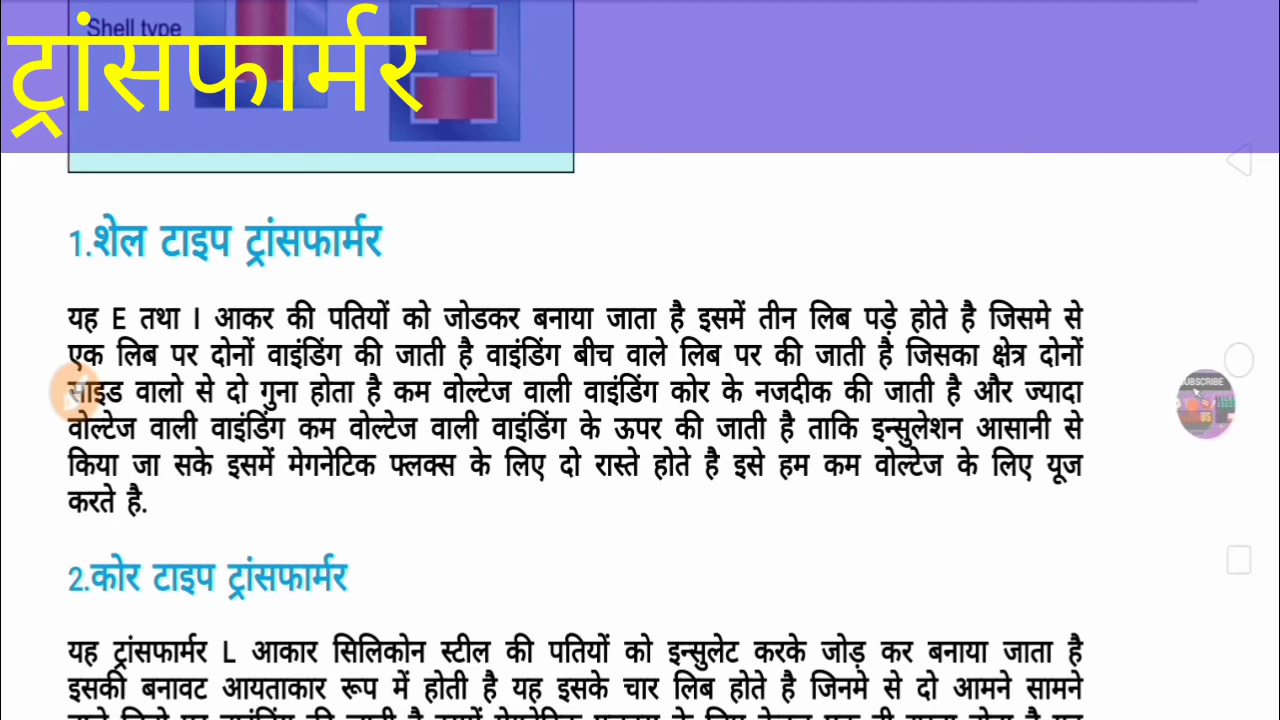 Shell type
ट्रांसफार्मर
1.शेल टाइप ट्रांसफार्मर
यह E तथा I आकर की पतियों को जोडकर बनाया जाता है इसमें तीन लिब पड़े होते है जिसमे से
एक लिब पर दोनों वाइंडिंग की जाती है वाइंडिंग बीच वाले लिब पर की जाती है जिसका क्षेत्र दोनों
साइड वालो से दो गुना होता है कम वोल्टेज वाली वाइंडिंग कोर के नजदीक की जाती है और ज्यादा
वोल्टेज वाली वाइंडिंग कम वोल्टेज वाली वाइंडिंग के ऊपर की जाती है ताकि इन्सुलेशन आसानी से
किया जा सके इसमें मेगनेटिक फ्लक्स के लिए दो रास्ते होते है इसे हम कम वोल्टेज के लिए यूज
करते है.
SUBSCRIBE
2.कोर टाइप ट्रांसफार्मर
यह ट्रांसफार्मर L आकार सिलिकोन स्टील की पतियों को इन्सुलेट करके जोड़ कर बनाया जाता है
इसकी बनावट आयताकार रूप में होती है यह इसके चार लिब होते है जिनमे से दो आमने सामने